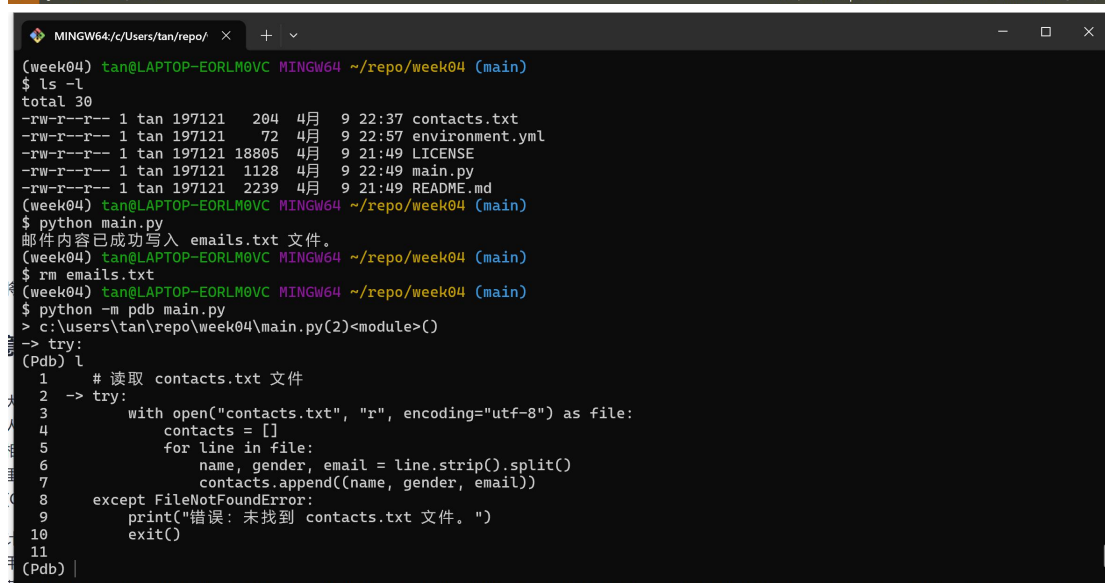 MINGW64:/c/Users/tan/repo/
(week04) tan@LAPTOP-EORLM0VC MINGW64 ~/repo/week04 (main)
$ ls -l
total 30
-rw-r--r-- 1 tan 197121   204  4月   9 22:37 contacts.txt
-rw-r--r-- 1 tan 197121    72  4月   9 22:57 environment.yml
-rw-r--r-- 1 tan 197121 18805  4月   9 21:49 LICENSE
-rw-r--r-- 1 tan 197121  1128  4月   9 22:49 main.py
-rw-r--r-- 1 tan 197121  2239  4月   9 21:49 README.md
(week04) tan@LAPTOP-EORLM0VC MINGW64 ~/repo/week04 (main)
$ python main.py
邮件内容已成功写入 emails.txt 文件。
(week04) tan@LAPTOP-EORLM0VC MINGW64 ~/repo/week04 (main)
$ rm emails.txt
(week04) tan@LAPTOP-EORLM0VC MINGW64 ~/repo/week04 (main)
$ python -m pdb main.py
> c:\users\tan\repo\week04\main.py(2)<module>()
-> try:
(Pdb) l
  1     # 读取 contacts.txt 文件
  2  -> try:
  3         with open("contacts.txt", "r", encoding="utf-8") as file:
  4             contacts = []
  5             for line in file:
  6                 name, gender, email = line.strip().split()
  7                 contacts.append((name, gender, email))
  8     except FileNotFoundError:
  9         print("错误: 未找到 contacts.txt 文件。")
 10         exit()
 11
(Pdb)